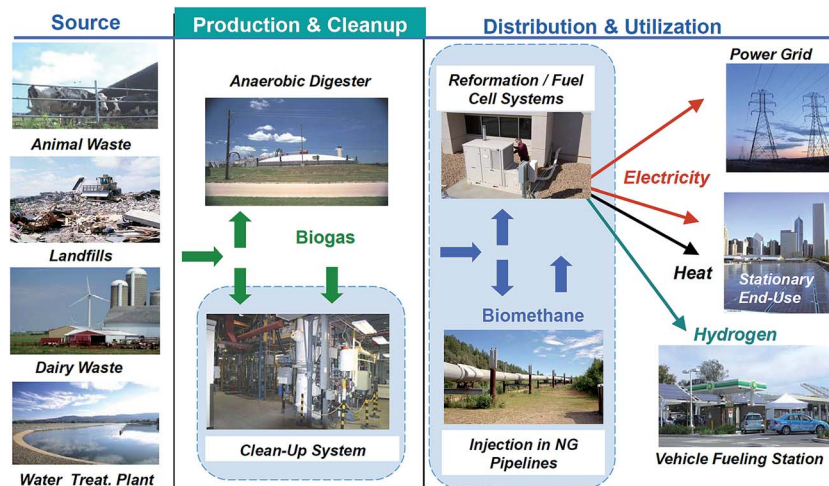 Source
Production & Cleanup
Distribution & Utilization
Animal Waste
Landfills
Dairy Waste
Water Treat. Plant
Anaerobic Digester
Biogas
Clean-Up System
Reformation / Fuel
Cell Systems
Biomethane
Injection in NG
Pipelines
Electricity
Heat
Hydrogen
Power Grid
Stationary
End-Use
Vehicle Fueling Station